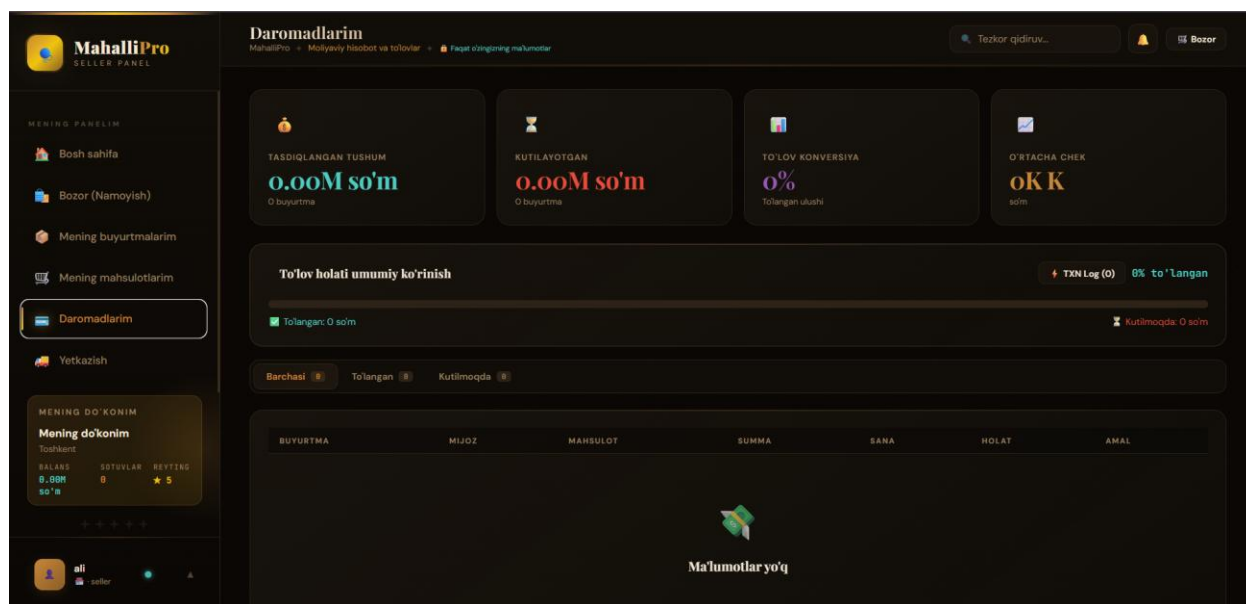 MahalliPro
SELLER PANEL
MENING PANELIM
Bosh sahifa
Bozor (Namoyish)
Mening buyurtmalarim
Mening mahsulotlarim
Daromadlarim
Yetkazish
MENING DO'KONIM
Mening do'konim
Toshkent
BALANS SOTUVLAR REYTING
0.00M so'm 0 ★ 5
ali
- seller
Daromadlarim
MahalliPro Moliyaviy hisobot va to'lovlar Faqat o'zingizning ma'lumotlar
Tezkor qidiruv...
Bozor
TASDIQLANGAN TUSHUM
0.00M so'm
0 buyurtma
KUTILAYOTGAN
0.00M so'm
0 buyurtma
TO'LOV KONVERSIYA
0%
To'langan ulushi
O'RTACHA CHEK
0K K
so'm
To'lov holati umumiy ko'rinish
TXN Log (0) 0% to'langan
To'langan: 0 so'm
Kutilmoqda: 0 so'm
Barchasi 0 To'langan 0 Kutilmoqda 0
BUYURTMA MIJOZ MAHSULOT SUMMA SANA HOLAT AMAL
Ma'lumotlar yo'q